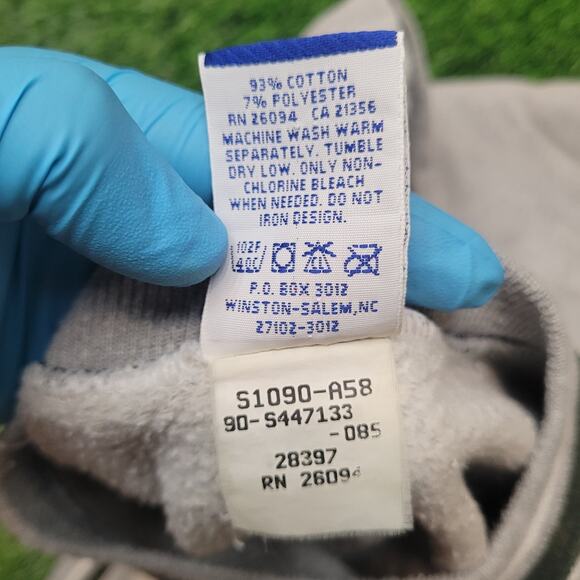 93% COTTON
7% POLYESTER
RN 26094 CA 21356
MACHINE WASH WARM
SEPARATELY. TUMBLE
DRY LOW. ONLY NON-
CHLORINE BLEACH
WHEN NEEDED. DO NOT
IRON DESIGN.
102F
40C
P.O. BOX 3012
WINSTON-SALEM, NC
27102-3012
S1090-A58
90-S447133
-085
28397
RN 26094